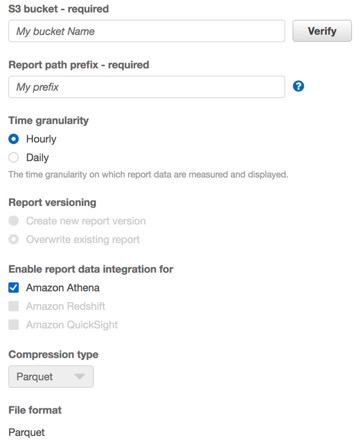 S3 bucket - required
My bucket Name
Verify
Report path prefix - required
My prefix
?
Time granularity
Hourly
Daily
The time granularity on which report data are measured and displayed.
Report versioning
Create new report version
Overwrite existing report
Enable report data integration for
Amazon Athena
Amazon Redshift
Amazon QuickSight
Compression type
Parquet
File format
Parquet